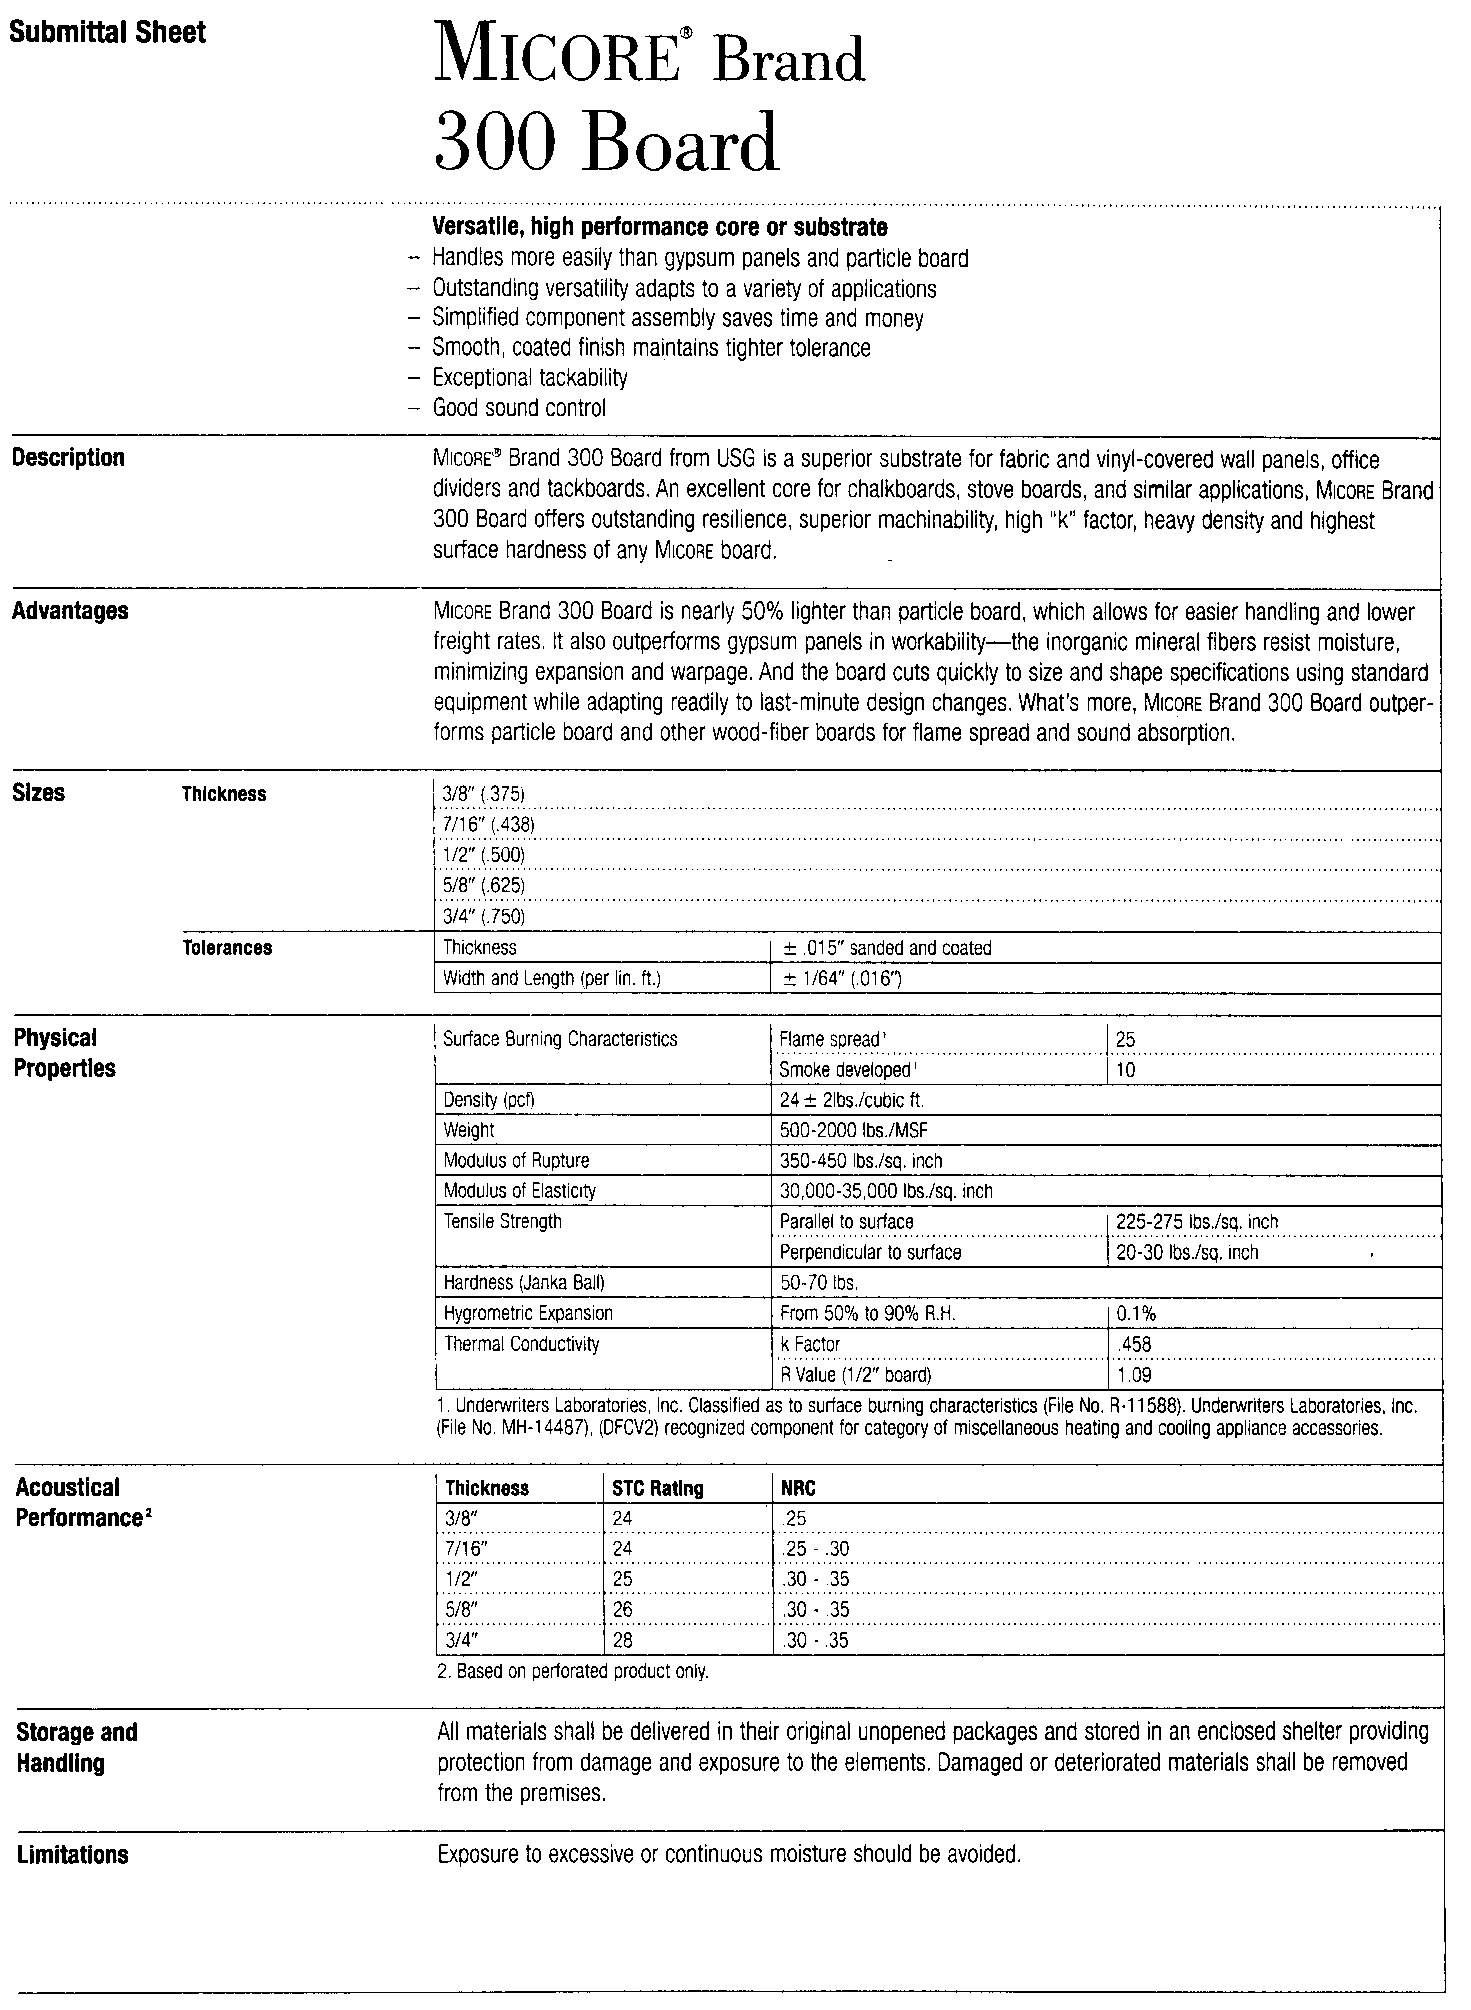 Submittal Sheet
MICORE® Brand
300 Board
Versatile, high performance core or substrate
– Handles more easily than gypsum panels and particle board
– Outstanding versatility adapts to a variety of applications
– Simplified component assembly saves time and money
– Smooth, coated finish maintains tighter tolerance
– Exceptional tackability
– Good sound control
Description
MICORE® Brand 300 Board from USG is a superior substrate for fabric and vinyl-covered wall panels, office
dividers and tackboards. An excellent core for chalkboards, stove boards, and similar applications, MICORE Brand
300 Board offers outstanding resilience, superior machinability, high "k" factor, heavy density and highest
surface hardness of any MICORE board.
Advantages
MICORE Brand 300 Board is nearly 50% lighter than particle board, which allows for easier handling and lower
freight rates. It also outperforms gypsum panels in workability—the inorganic mineral fibers resist moisture,
minimizing expansion and warpage. And the board cuts quickly to size and shape specifications using standard
equipment while adapting readily to last-minute design changes. What's more, MICORE Brand 300 Board outper-
forms particle board and other wood-fiber boards for flame spread and sound absorption.
Sizes Thickness 3/8" (.375)
7/16" (.438)
1/2" (.500)
5/8" (.625)
3/4" (.750)
Tolerances Thickness ± .015" sanded and coated
Width and Length (per lin. ft.) ± 1/64" (.016")
Physical
Properties
Surface Burning Characteristics Flame spread¹ 25
Smoke developed¹ 10
Density (pcf) 24 ± 2lbs./cubic ft.
Weight 500-2000 lbs./MSF
Modulus of Rupture 350-450 lbs./sq. inch
Modulus of Elasticity 30,000-35,000 lbs./sq. inch
Tensile Strength Parallel to surface 225-275 lbs./sq. inch
Perpendicular to surface 20-30 lbs./sq. inch
Hardness (Janka Ball) 50-70 lbs.
Hygrometric Expansion From 50% to 90% R.H. 0.1%
Thermal Conductivity k Factor .458
R Value (1/2" board) 1.09
1. Underwriters Laboratories, Inc. Classified as to surface burning characteristics (File No. R-11588). Underwriters Laboratories, Inc.
(File No. MH-14487), (DFCV2) recognized component for category of miscellaneous heating and cooling appliance accessories.
Acoustical
Performance²
Thickness STC Rating NRC
3/8" 24 .25
7/16" 24 .25 - .30
1/2" 25 .30 - .35
5/8" 26 .30 - .35
3/4" 28 .30 - .35
2. Based on perforated product only.
Storage and
Handling
All materials shall be delivered in their original unopened packages and stored in an enclosed shelter providing
protection from damage and exposure to the elements. Damaged or deteriorated materials shall be removed
from the premises.
Limitations
Exposure to excessive or continuous moisture should be avoided.